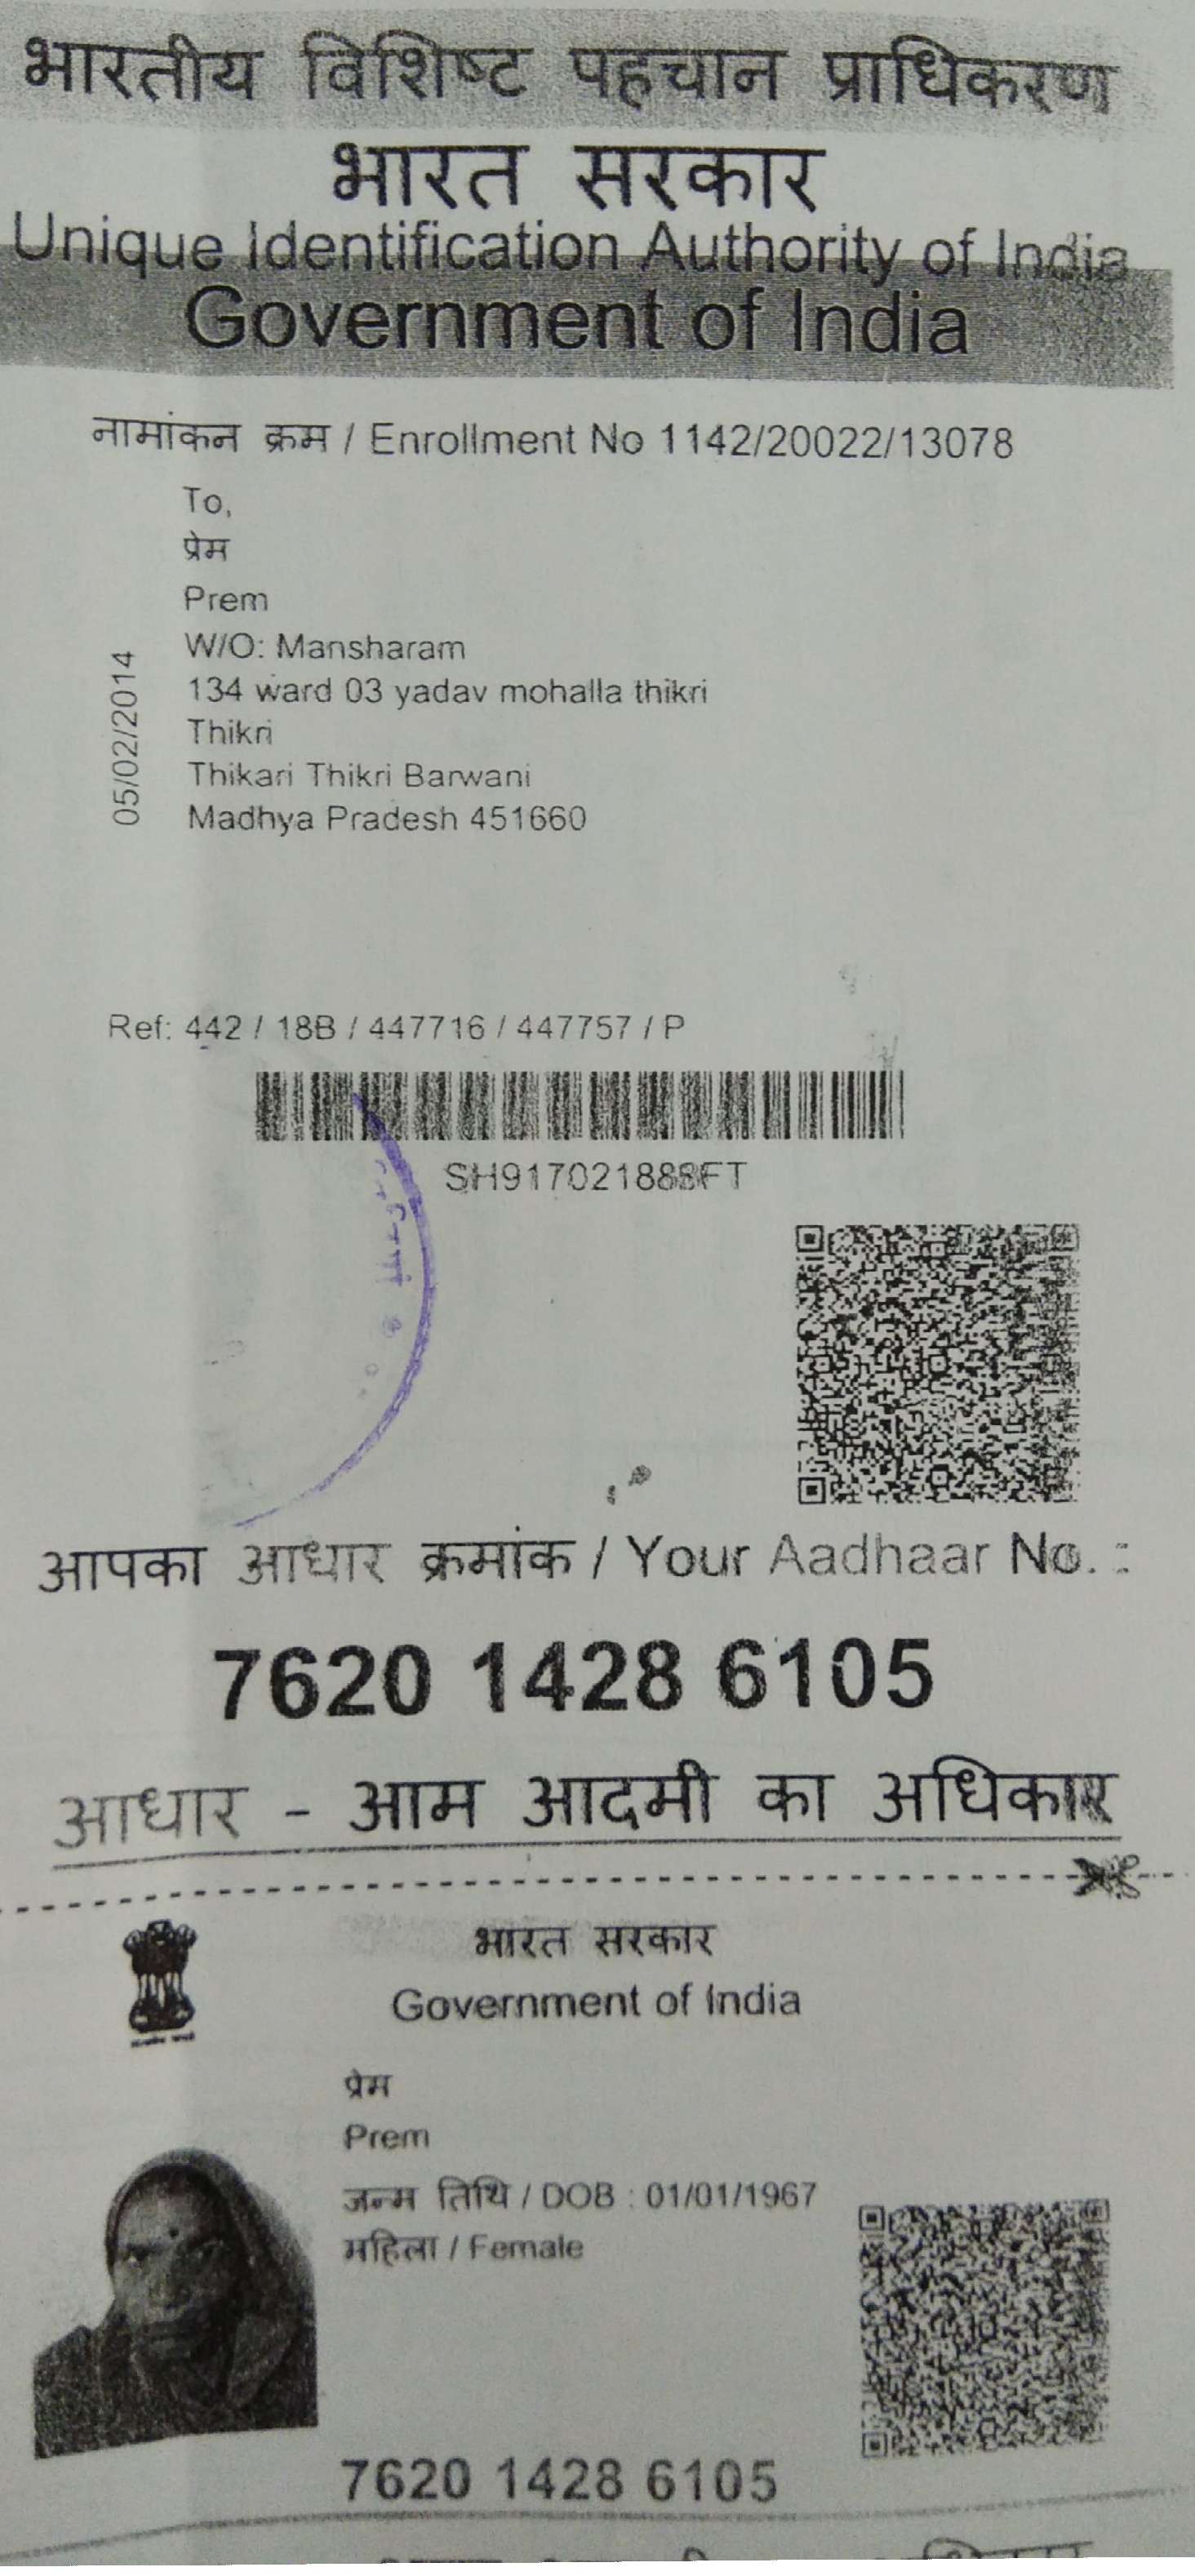 भारतीय विशिष्ट पहचान प्राधिकरण
भारत सरकार
Unique Identification Authority of India
Government of India
नामांकन क्रम / Enrollment No 1142/20022/13078
To,
प्रेम
Prem
W/O: Mansharam
134 ward 03 yadav mohalla thikri
Thikri
Thikari Thikri Barwani
Madhya Pradesh 451660
05/02/2014
Ref: 442 / 18B / 447716 / 447757 / P
आपका आधार क्रमांक / Your Aadhaar No. :
7620 1428 6105
आधार - आम आदमी का अधिकार
भारत सरकार
Government of India
प्रेम
Prem
जन्म तिथि / DOB : 01/01/1967
महिला / Female
7620 1428 6105